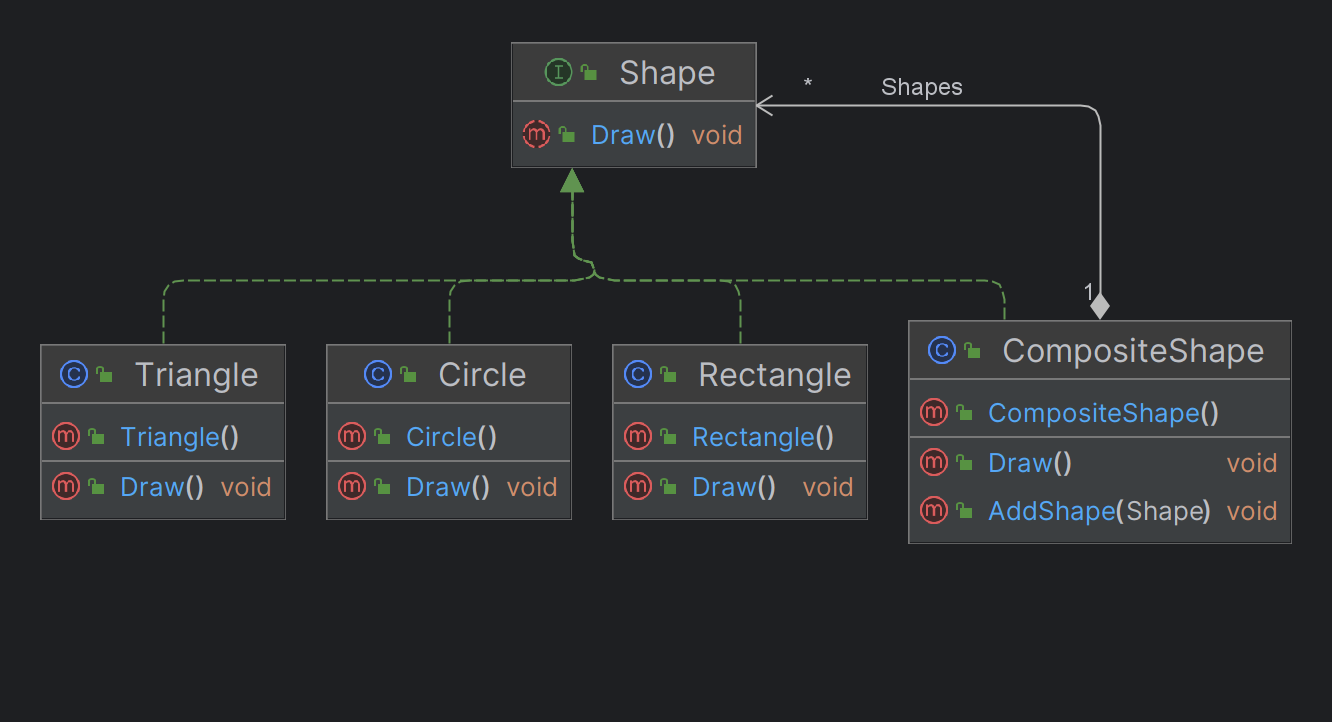 I Shape
m Draw() void
* Shapes
1
C Triangle
m Triangle()
m Draw() void
C Circle
m Circle()
m Draw() void
C Rectangle
m Rectangle()
m Draw() void
C CompositeShape
m CompositeShape()
m Draw() void
m AddShape(Shape) void